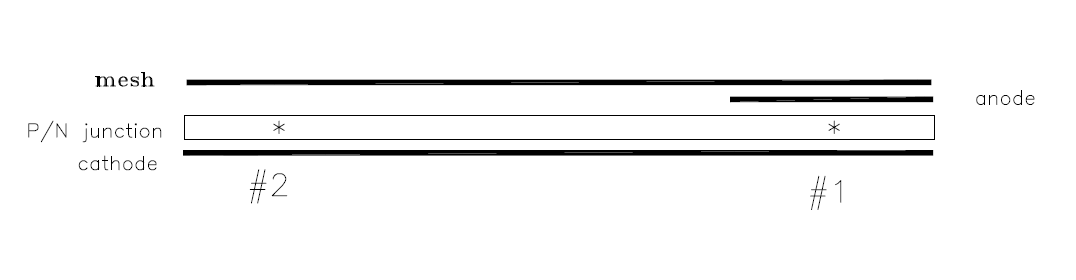 mesh
anode
P/N junction
* *
cathode
#2 #1